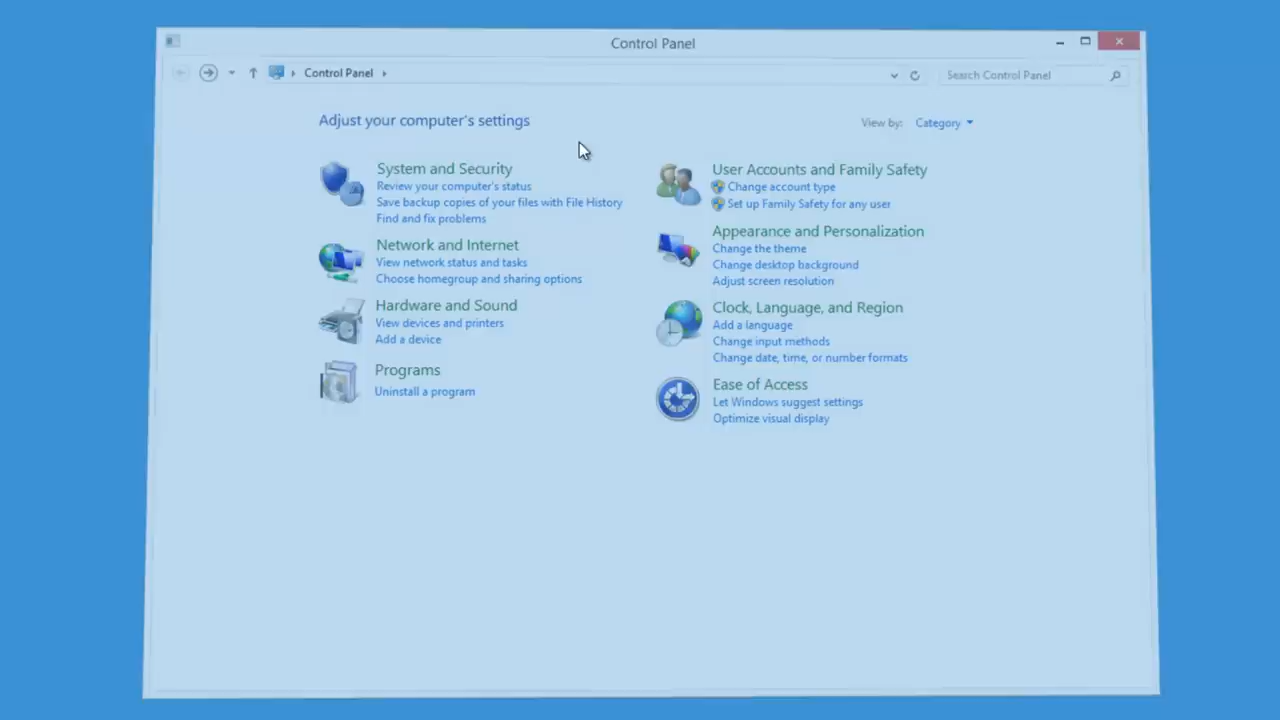 Control Panel
Control Panel
Search Control Panel
Adjust your computer's settings
View by: Category
System and Security
Review your computer's status
Save backup copies of your files with File History
Find and fix problems
Network and Internet
View network status and tasks
Choose homegroup and sharing options
Hardware and Sound
View devices and printers
Add a device
Programs
Uninstall a program
User Accounts and Family Safety
Change account type
Set up Family Safety for any user
Appearance and Personalization
Change the theme
Change desktop background
Adjust screen resolution
Clock, Language, and Region
Add a language
Change input methods
Change date, time, or number formats
Ease of Access
Let Windows suggest settings
Optimize visual display